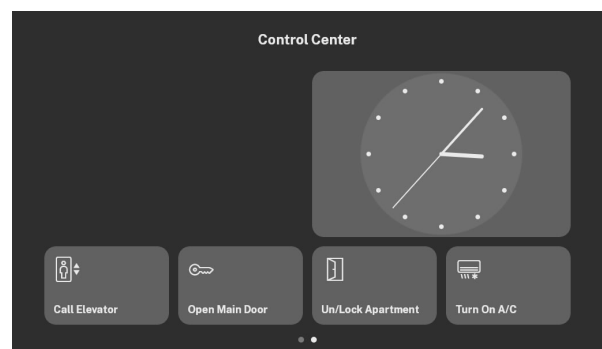 Control Center
Call Elevator
Open Main Door
Un/Lock Apartment
Turn On A/C